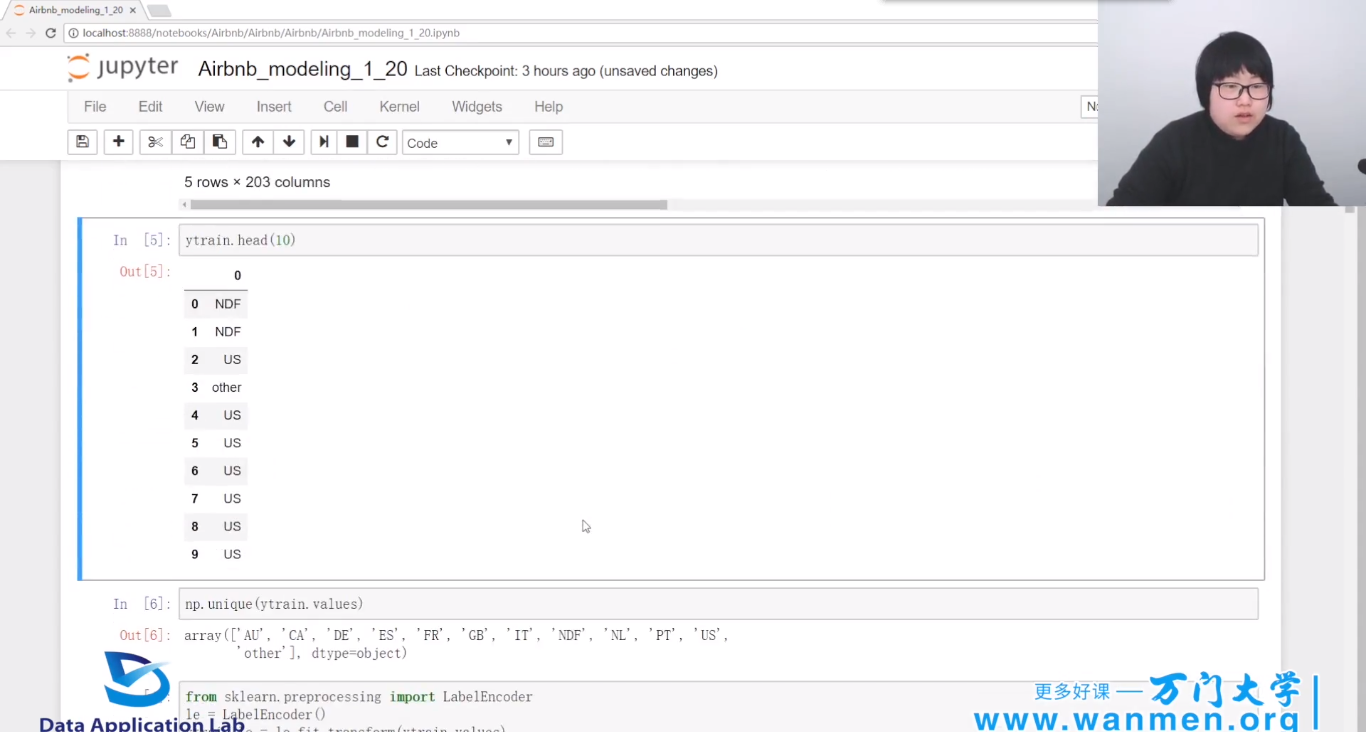 Airbnb_modeling_1_20
localhost:8888/notebooks/Airbnb/Airbnb/Airbnb/Airbnb_modeling_1_20.ipynb
jupyter Airbnb_modeling_1_20 Last Checkpoint: 3 hours ago (unsaved changes)
File Edit View Insert Cell Kernel Widgets Help
Code
5 rows × 203 columns
In [5]: ytrain.head(10)
Out[5]:
0
0 NDF
1 NDF
2 US
3 other
4 US
5 US
6 US
7 US
8 US
9 US
In [6]: np.unique(ytrain.values)
Out[6]: array(['AU', 'CA', 'DE', 'ES', 'FR', 'GB', 'IT', 'NDF', 'NL', 'PT', 'US',
'other'], dtype=object)
from sklearn.preprocessing import LabelEncoder
le = LabelEncoder()
= le.fit_transform(ytrain.values)
Data Application Lab
更多好课 — 万门大学
www.wanmen.org